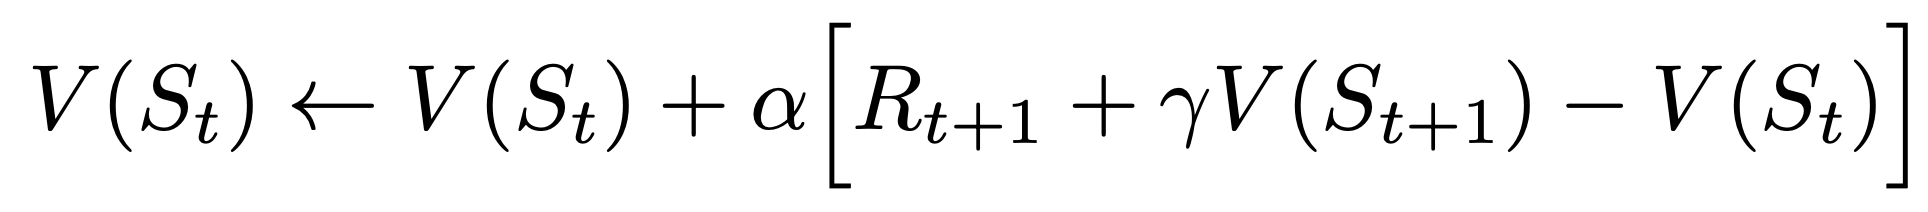 V(S_t) ← V(S_t) + α[R_{t+1} + γV(S_{t+1}) − V(S_t)]